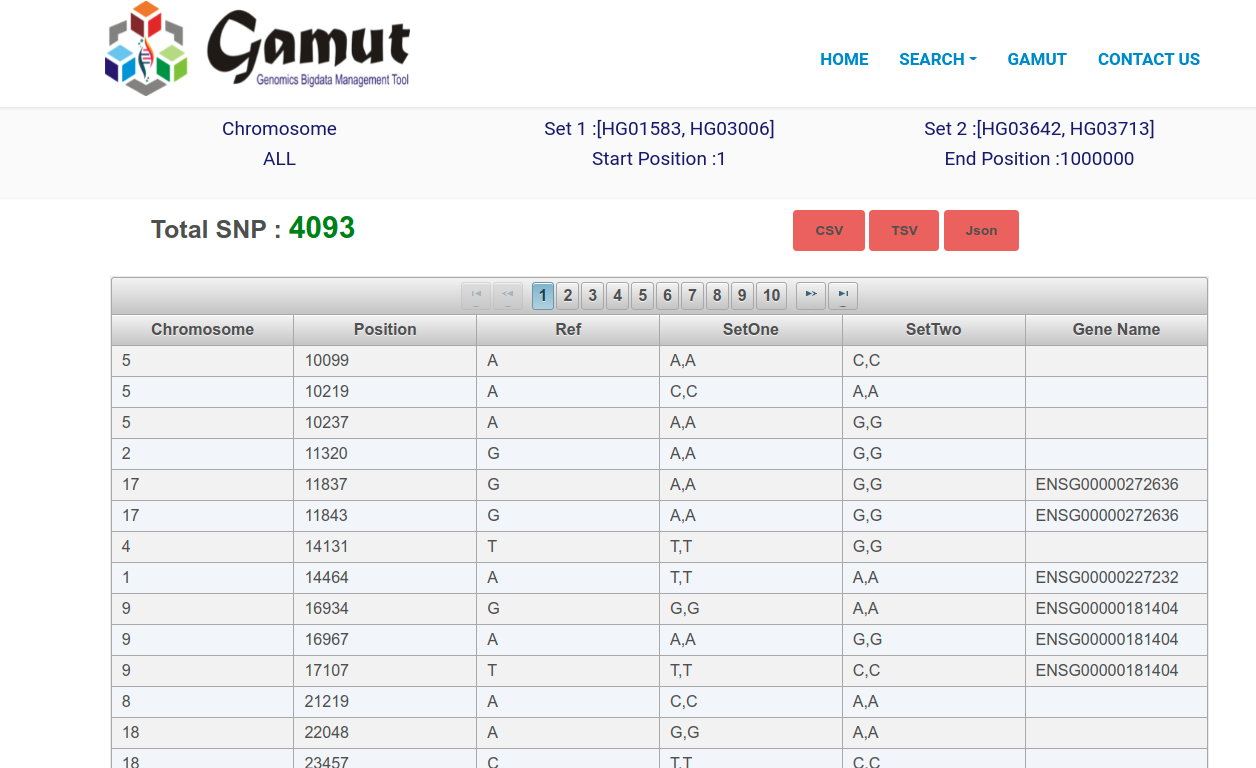 Gamut
Genomics Bigdata Management Tool
HOME SEARCH GAMUT CONTACT US
Chromosome Set 1 :[HG01583, HG03006] Set 2 :[HG03642, HG03713]
ALL Start Position :1 End Position :1000000
Total SNP : 4093 CSV TSV Json
1 2 3 4 5 6 7 8 9 10
Chromosome Position Ref SetOne SetTwo Gene Name
5 10099 A A,A C,C
5 10219 A C,C A,A
5 10237 A A,A G,G
2 11320 G A,A G,G
17 11837 G A,A G,G ENSG00000272636
17 11843 G A,A G,G ENSG00000272636
4 14131 T T,T G,G
1 14464 A T,T A,A ENSG00000227232
9 16934 G G,G A,A ENSG00000181404
9 16967 A A,A G,G ENSG00000181404
9 17107 T T,T C,C ENSG00000181404
8 21219 A C,C A,A
18 22048 A G,G A,A
18 23457 C T,T C,C